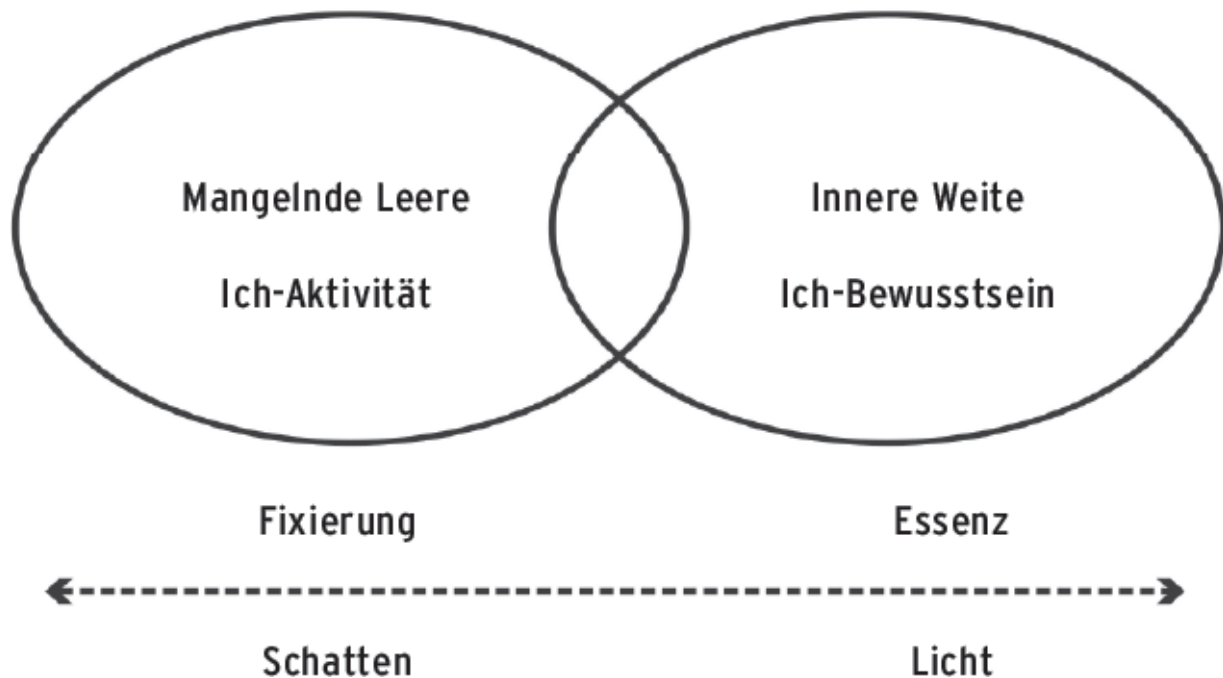 Mangelnde Leere
Innere Weite
Ich-Aktivität
Ich-Bewusstsein
Fixierung
Essenz
Schatten
Licht